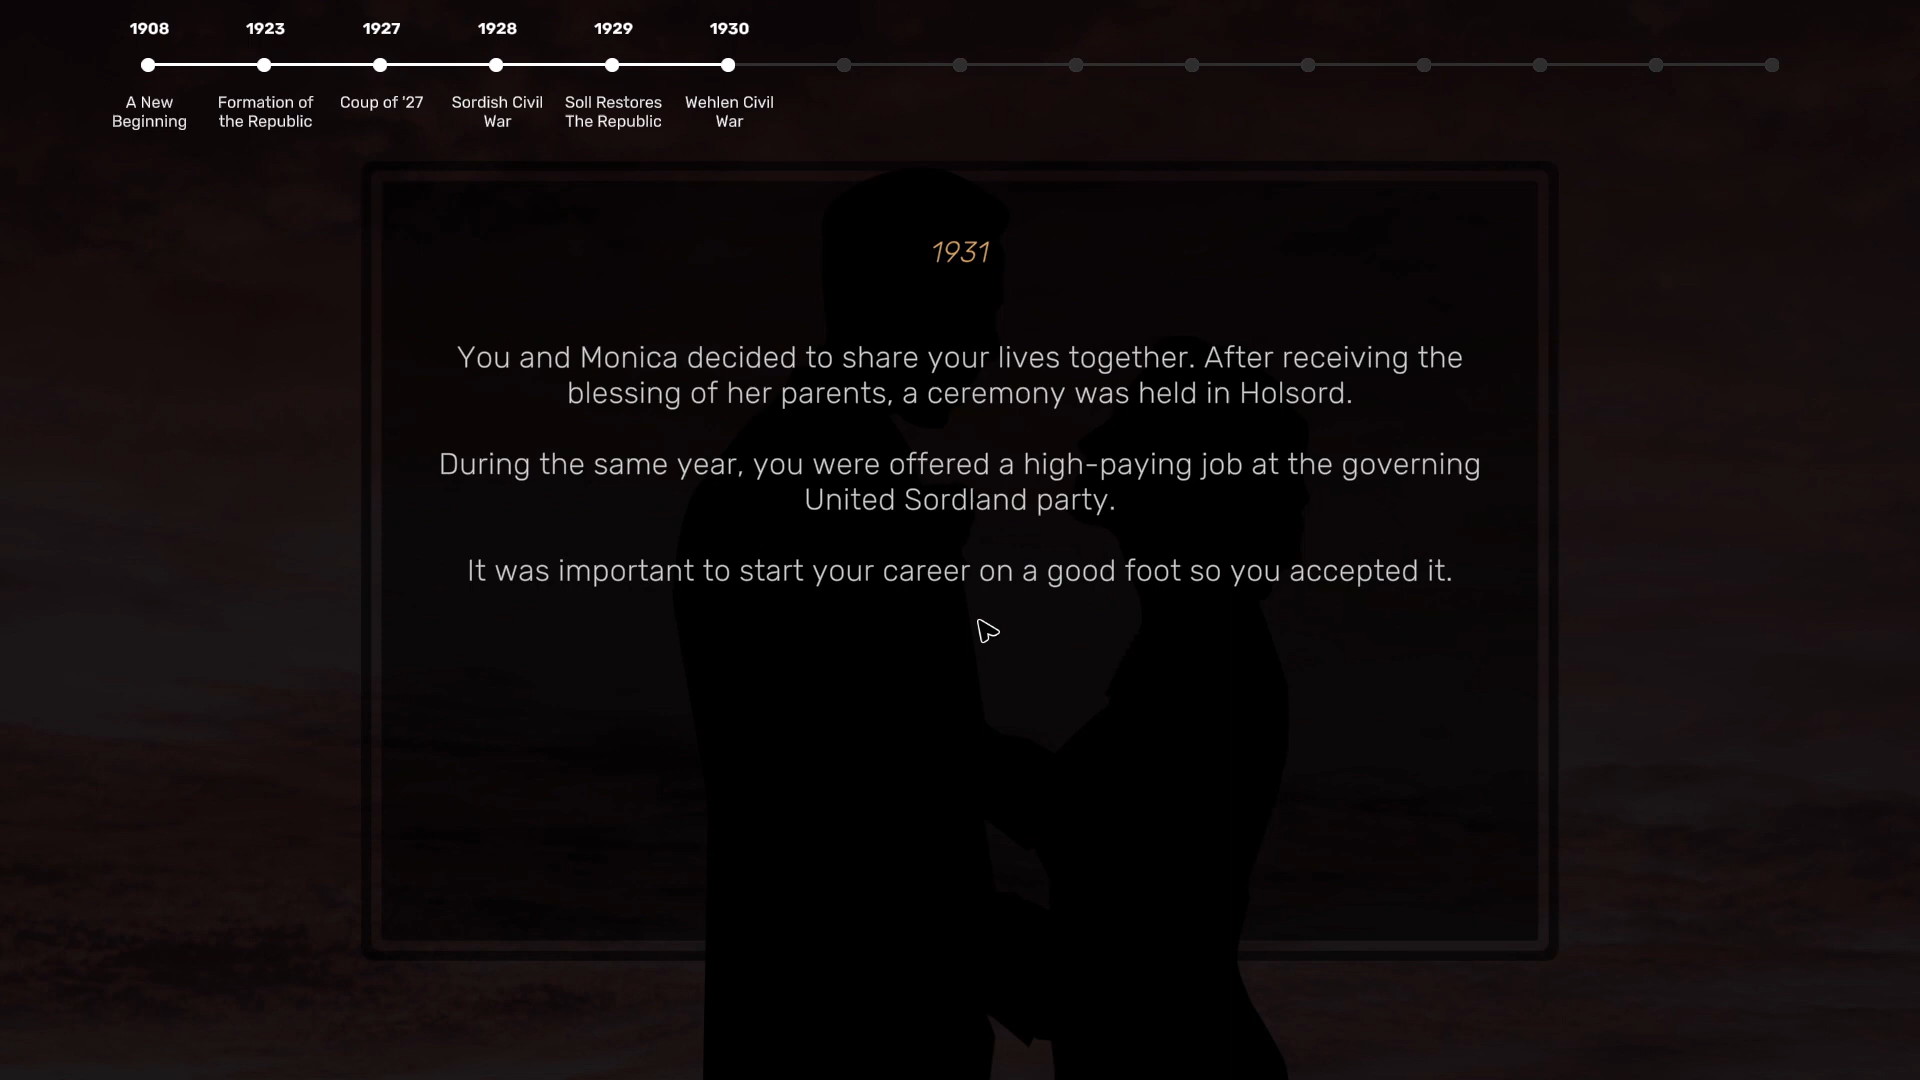 1908 1923 1927 1928 1929 1930
A New Formation of Coup of '27 Sordish Civil Soll Restores Wehlen Civil
Beginning the Republic War The Republic War
1931
You and Monica decided to share your lives together. After receiving the
blessing of her parents, a ceremony was held in Holsord.
During the same year, you were offered a high-paying job at the governing
United Sordland party.
It was important to start your career on a good foot so you accepted it.